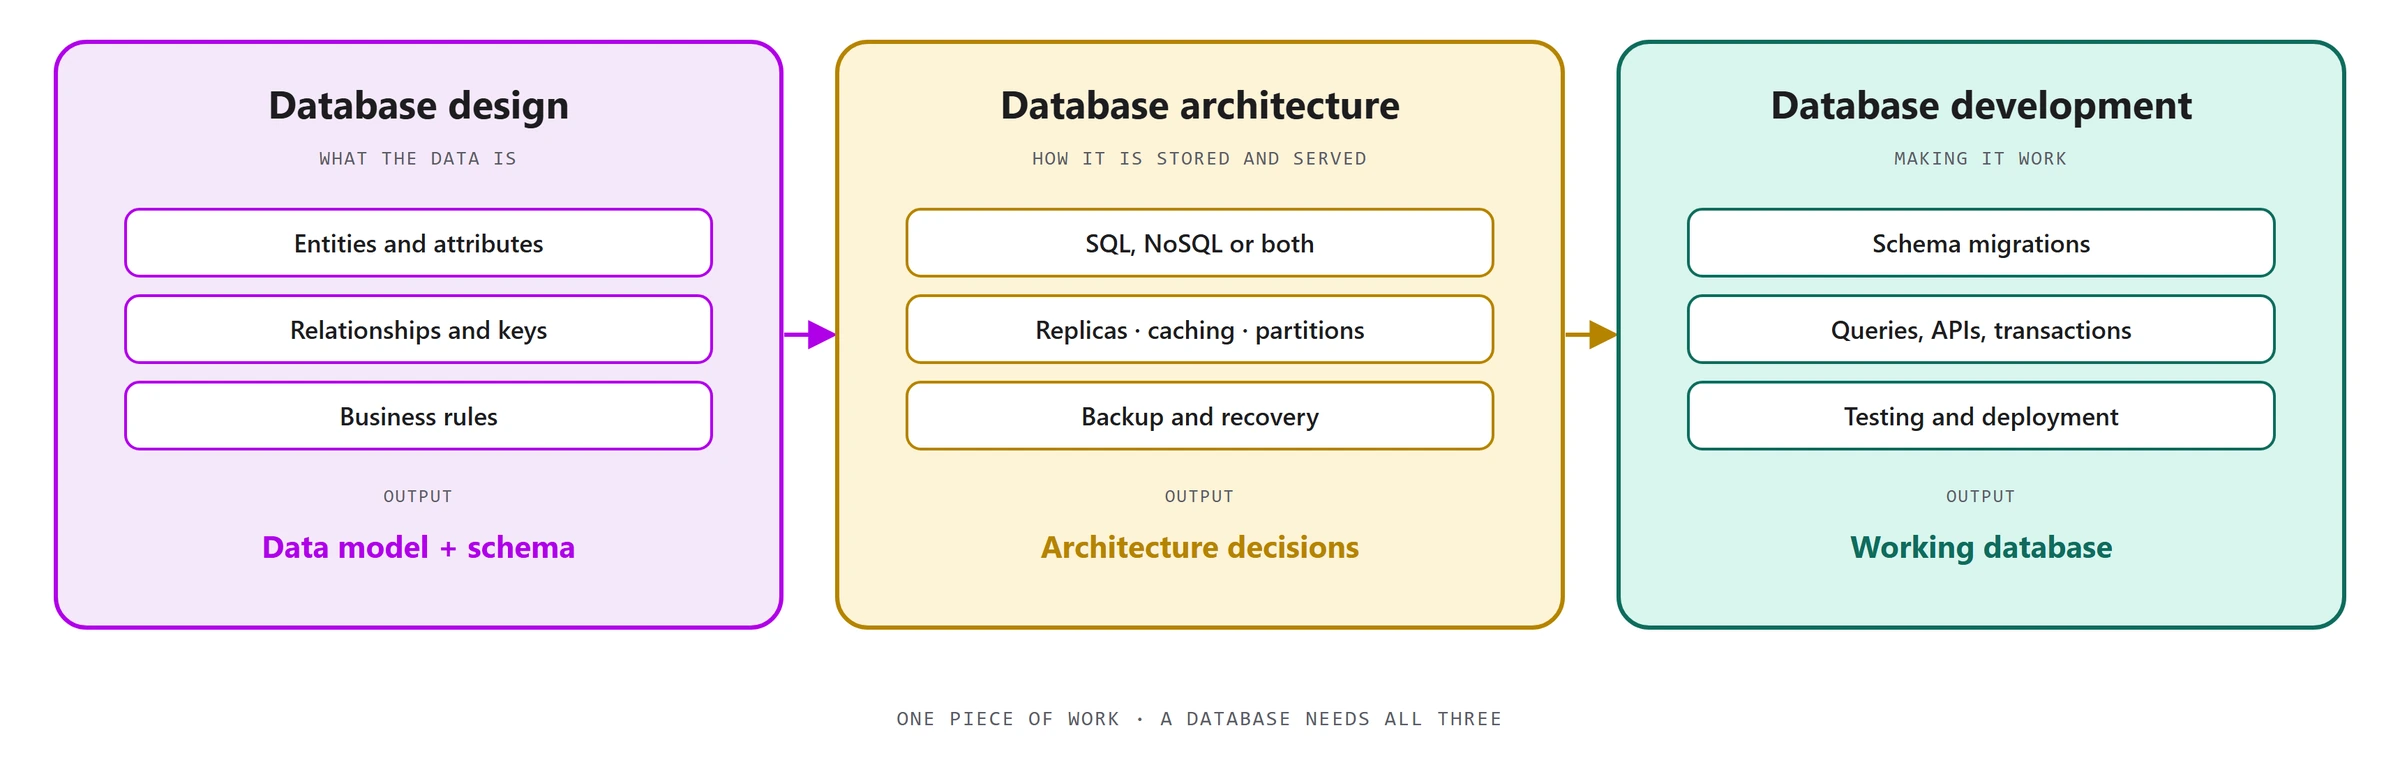 Database design
WHAT THE DATA IS
Entities and attributes
Relationships and keys
Business rules
OUTPUT
Data model + schema
Database architecture
HOW IT IS STORED AND SERVED
SQL, NoSQL or both
Replicas · caching · partitions
Backup and recovery
OUTPUT
Architecture decisions
Database development
MAKING IT WORK
Schema migrations
Queries, APIs, transactions
Testing and deployment
OUTPUT
Working database
ONE PIECE OF WORK · A DATABASE NEEDS ALL THREE